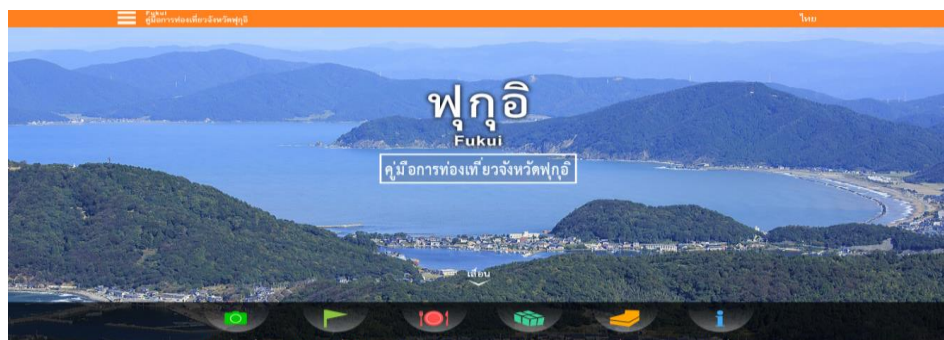 Fukui
คู่มือการท่องเที่ยวจังหวัดฟุกุอิ
ไทย
ฟุกุอิ
Fukui
คู่มือการท่องเที่ยวจังหวัดฟุกุอิ
เลื่อน